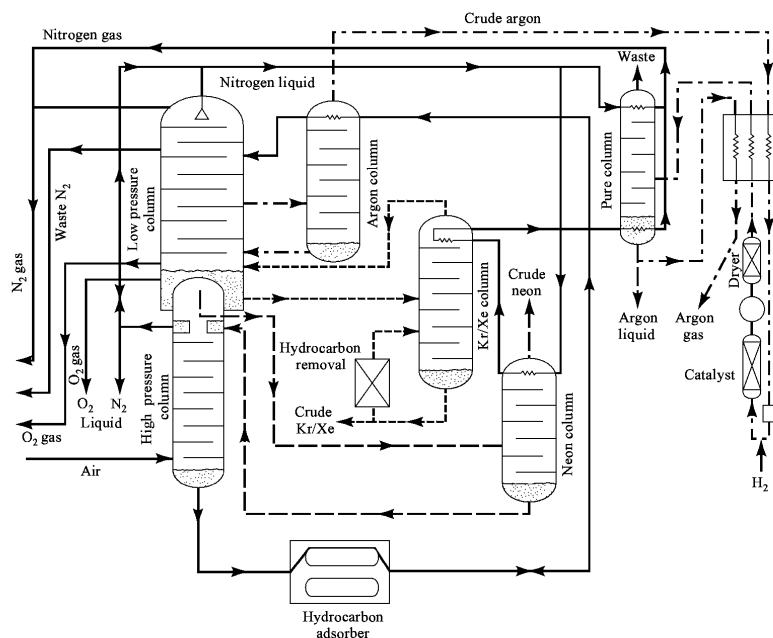 Crude argon
Nitrogen gas
Waste
Nitrogen liquid
Low pressure
column
Argon column
Pure column
Waste N2
N2 gas
Kr/Xe column
Crude
neon
Dryer
Argon
liquid
Argon
gas
O2 gas
High pressure
column
Hydrocarbon
removal
Catalyst
O2 N2
Liquid
Crude
Kr/Xe
Neon column
O2 gas
Air
H2
Hydrocarbon
adsorber